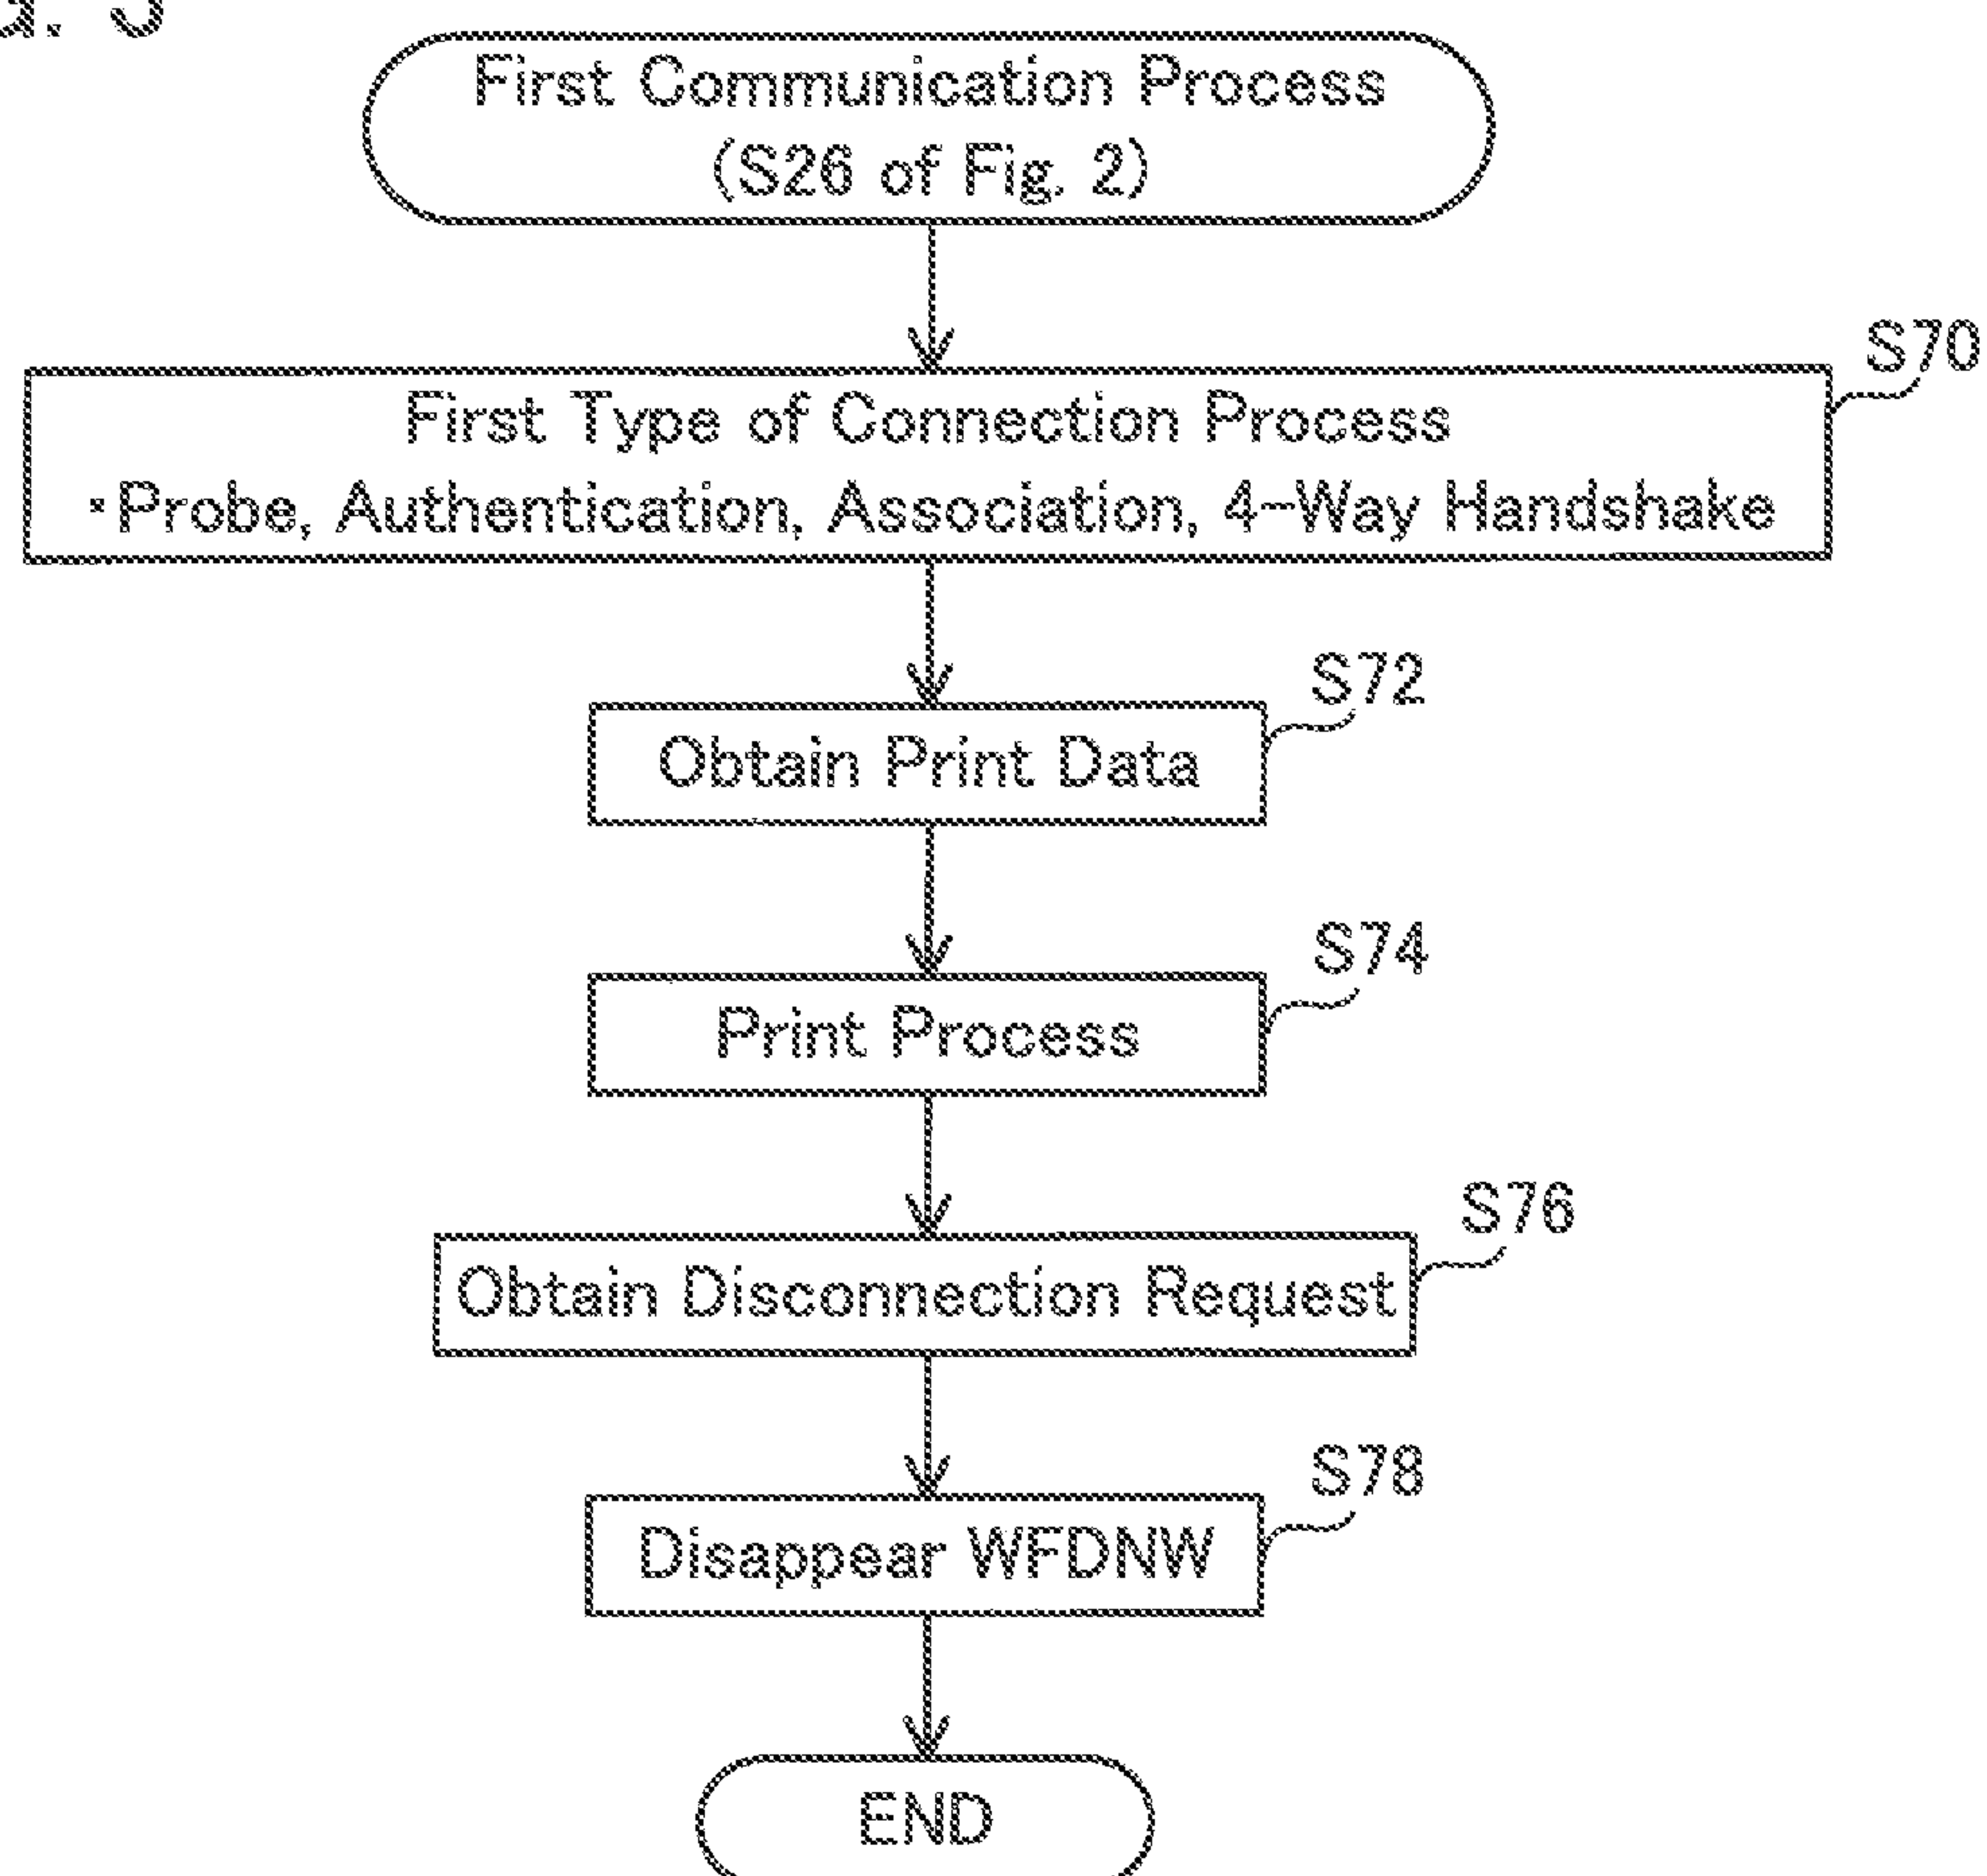 First Communication Process
(S26 of Fig. 2)
S70
First Type of Connection Process
・Probe, Authentication, Association, 4-Way Handshake
S72
Obtain Print Data
S74
Print Process
S76
Obtain Disconnection Request
S78
Disappear WFDNW
END